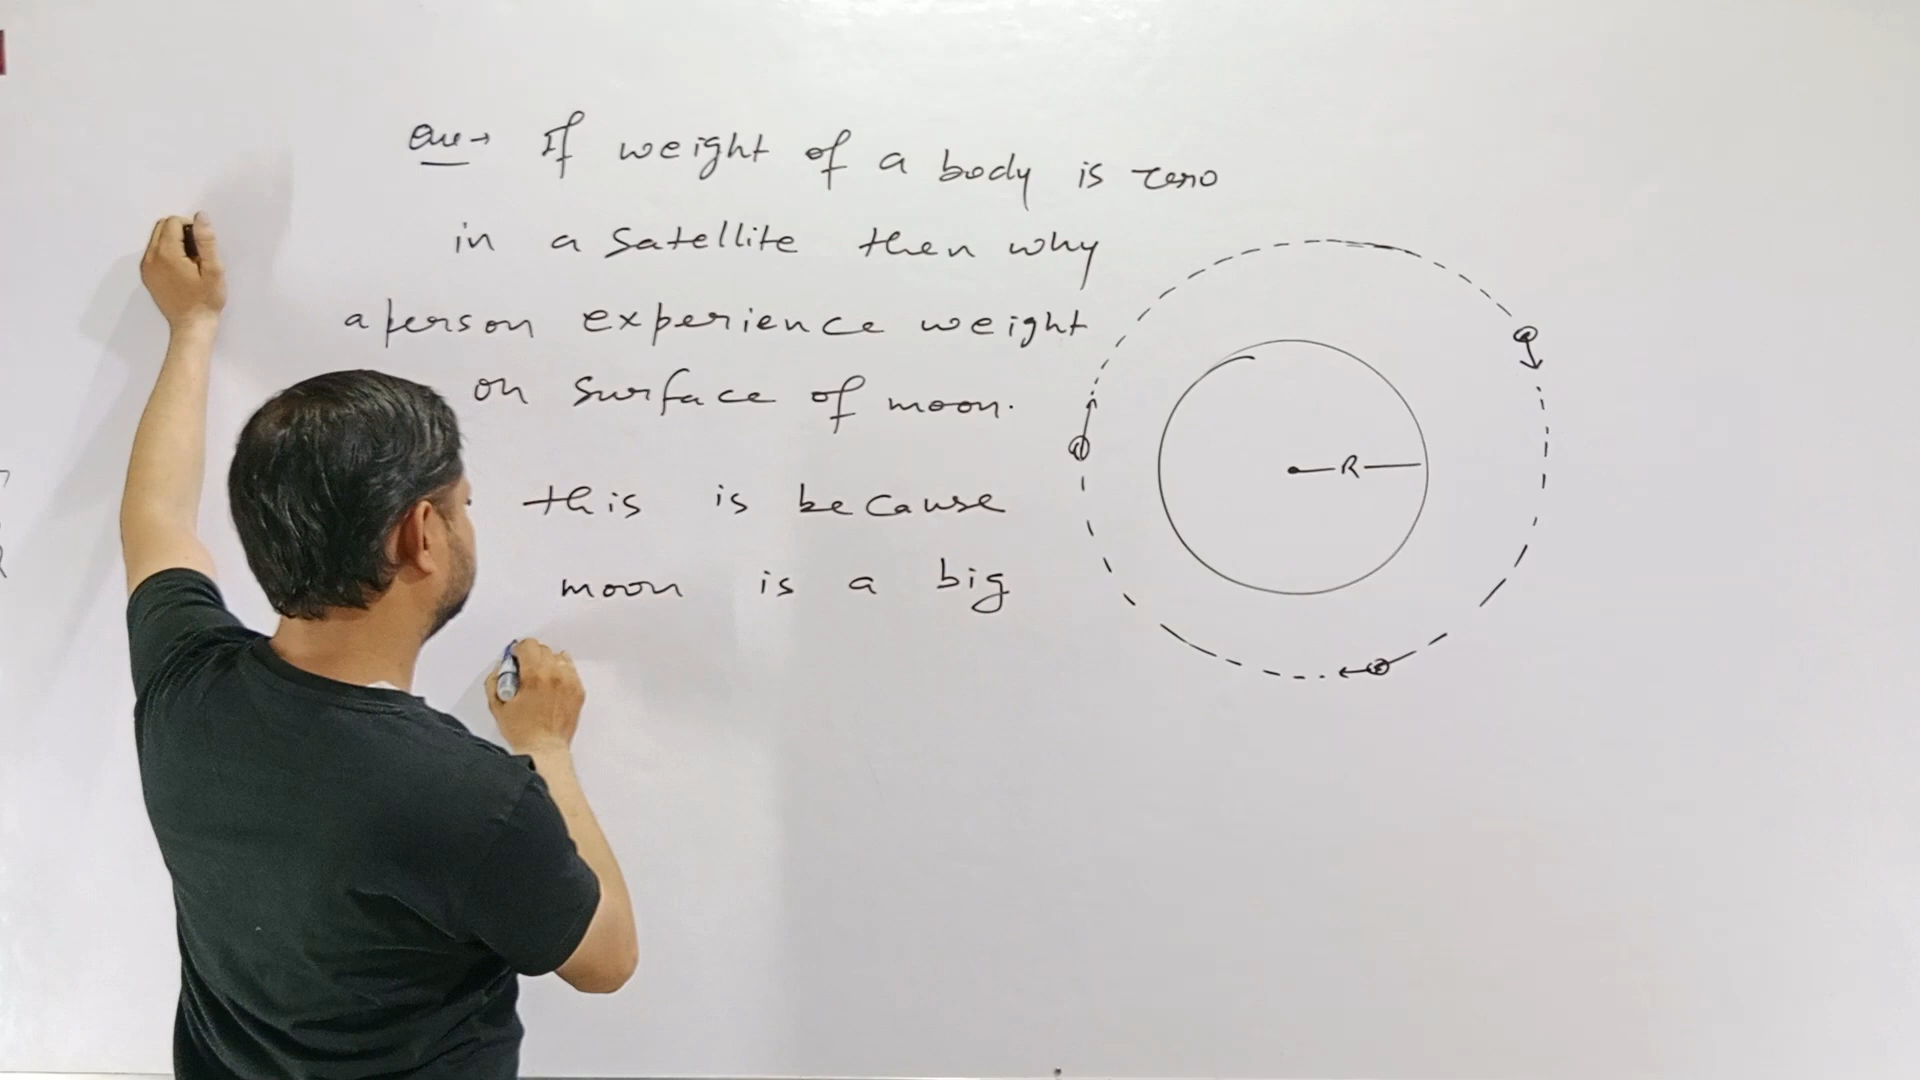 Que → If weight of a body is zero
in a satellite then why
a person experience weight
on surface of moon.
this is because
moon is a big
R